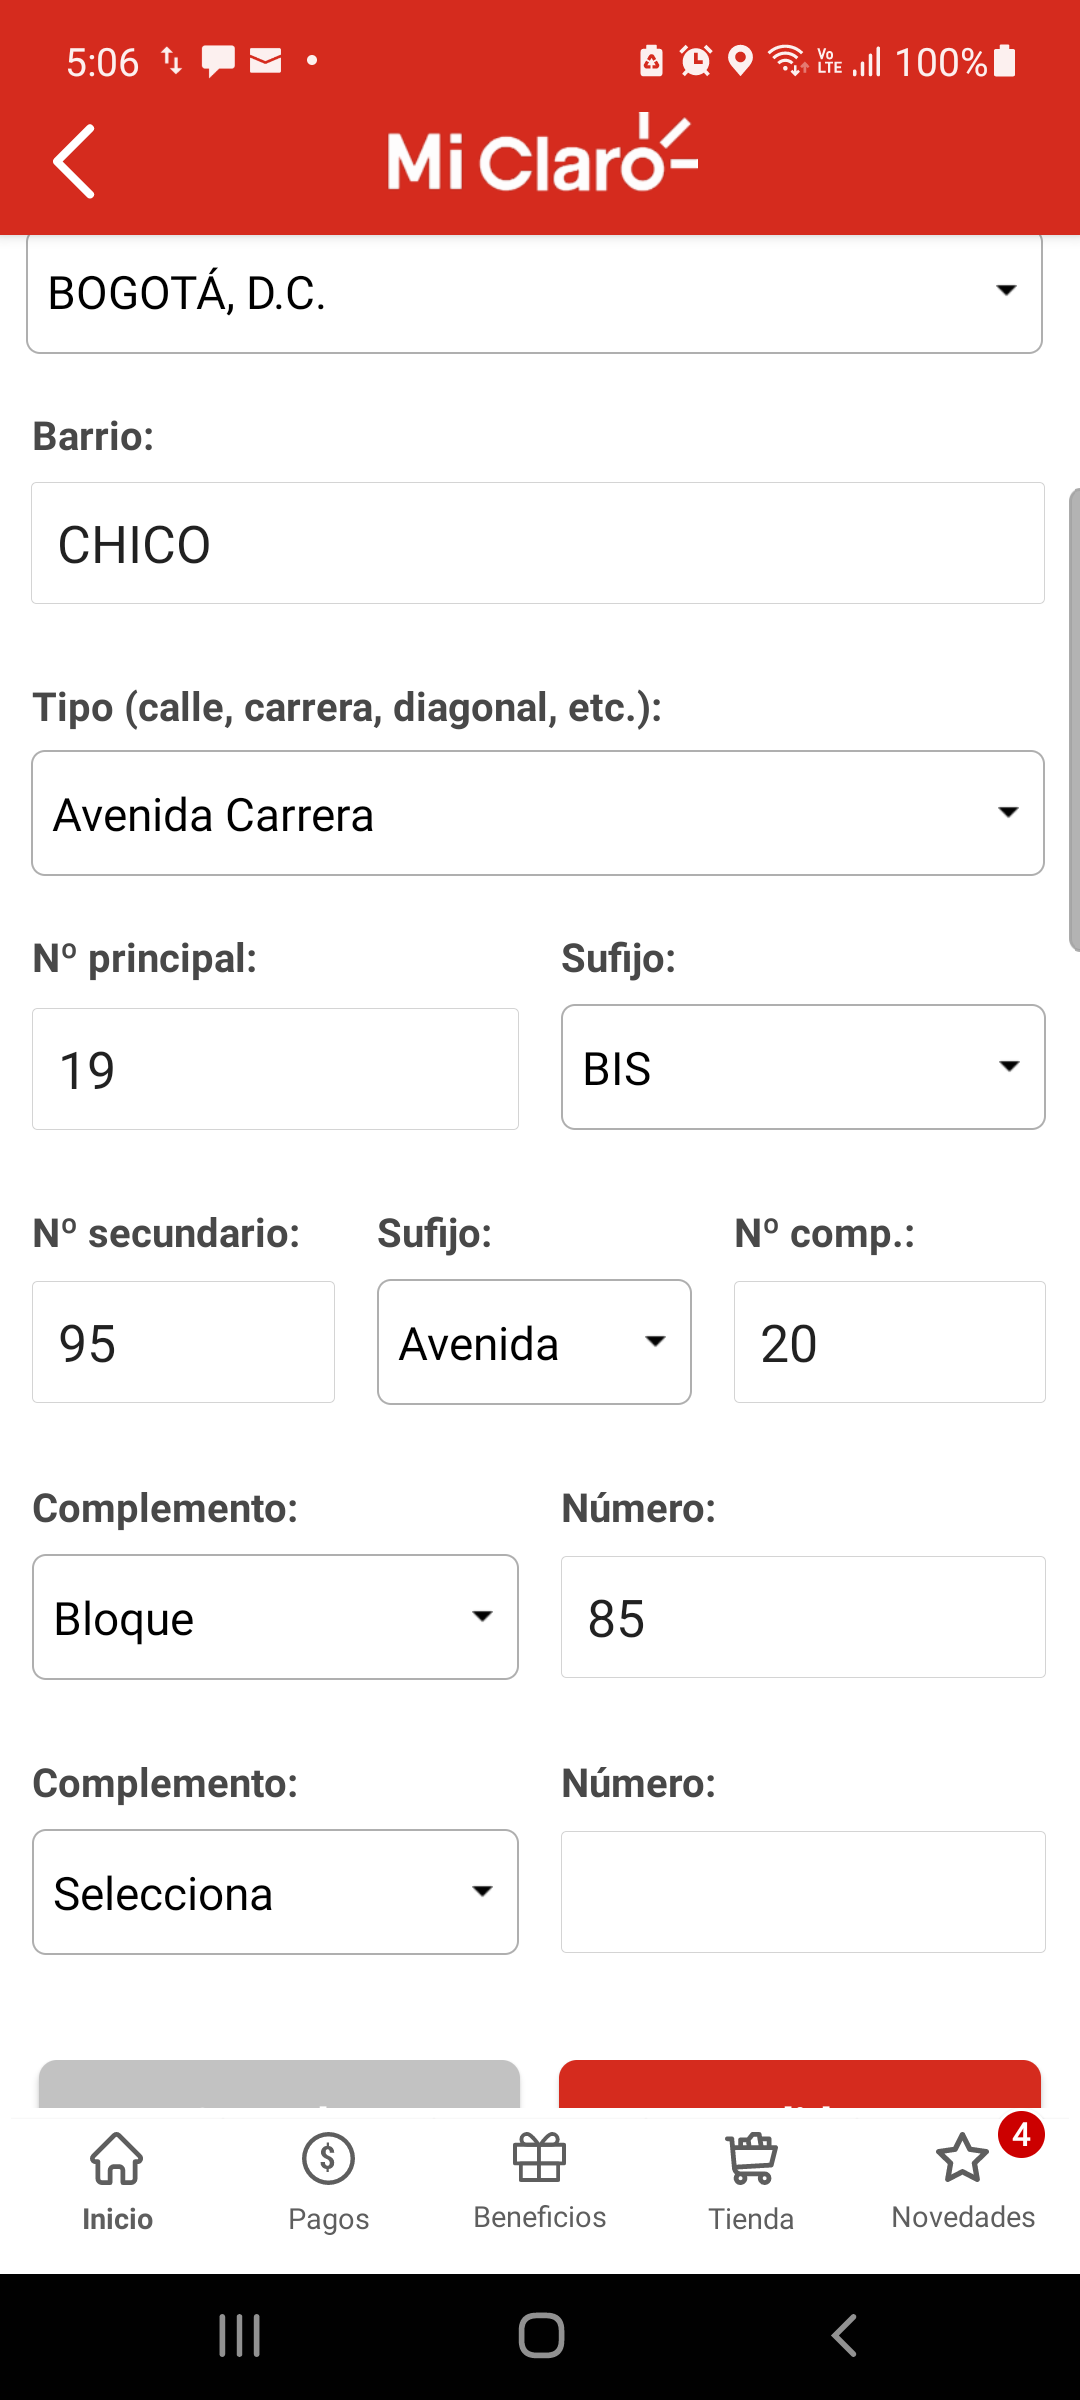 5:06 Vo LTE 100%
Mi Claro
BOGOTÁ, D.C.
Barrio:
CHICO
Tipo (calle, carrera, diagonal, etc.):
Avenida Carrera
Nº principal: Sufijo:
19 BIS
Nº secundario: Sufijo: Nº comp.:
95 Avenida 20
Complemento: Número:
Bloque 85
Complemento: Número:
Selecciona
4
Inicio Pagos Beneficios Tienda Novedades